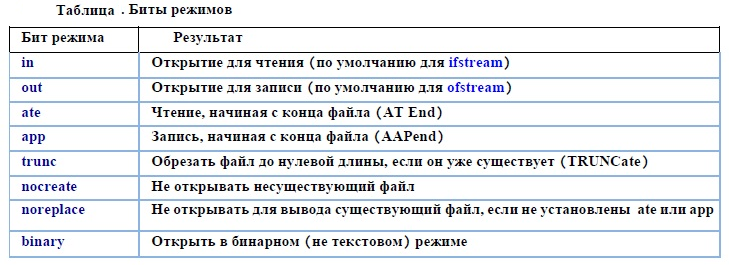 Таблица . Биты режимов
Бит режима Результат
in Открытие для чтения (по умолчанию для ifstream)
out Открытие для записи (по умолчанию для ofstream)
ate Чтение, начиная с конца файла (AT End)
app Запись, начиная с конца файла (AAPend)
trunc Обрезать файл до нулевой длины, если он уже существует (TRUNCate)
nocreate Не открывать несуществующий файл
noreplace Не открывать для вывода существующий файл, если не установлены ate или app
binary Открыть в бинарном (не текстовом) режиме